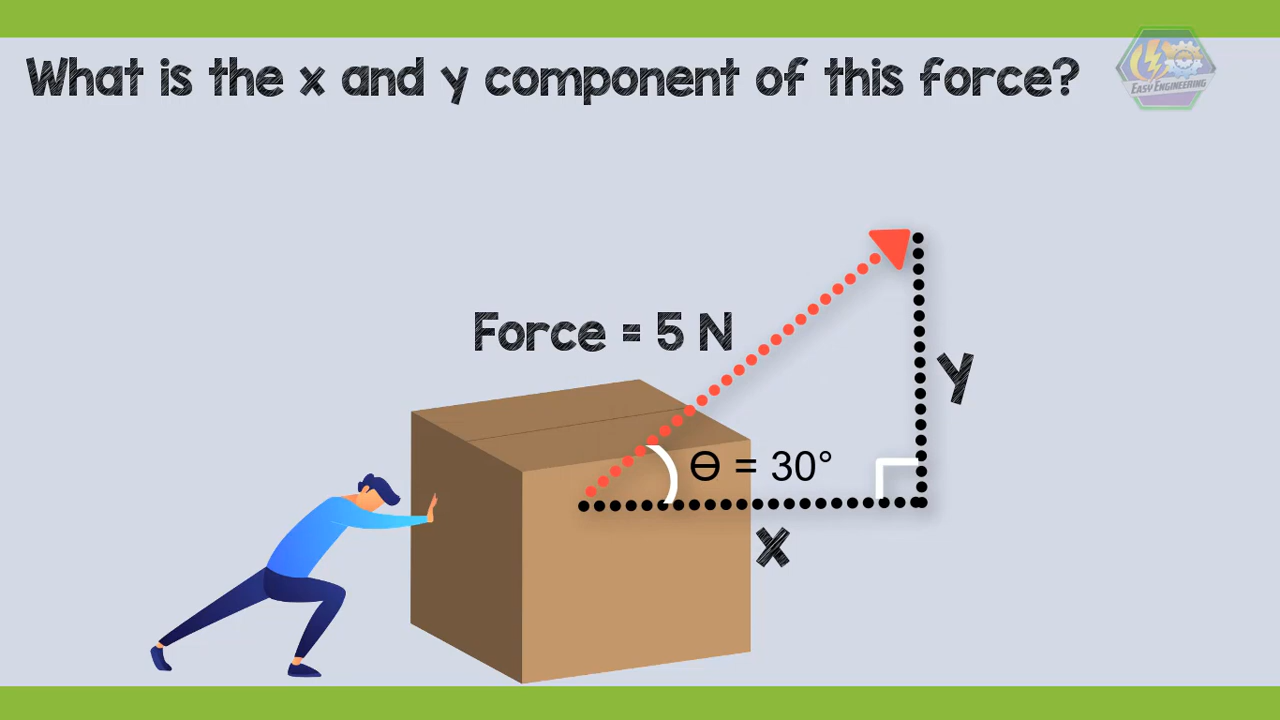 What is the x and y component of this force?
EASY ENGINEERING
Force = 5 N
y
Ɵ = 30°
x